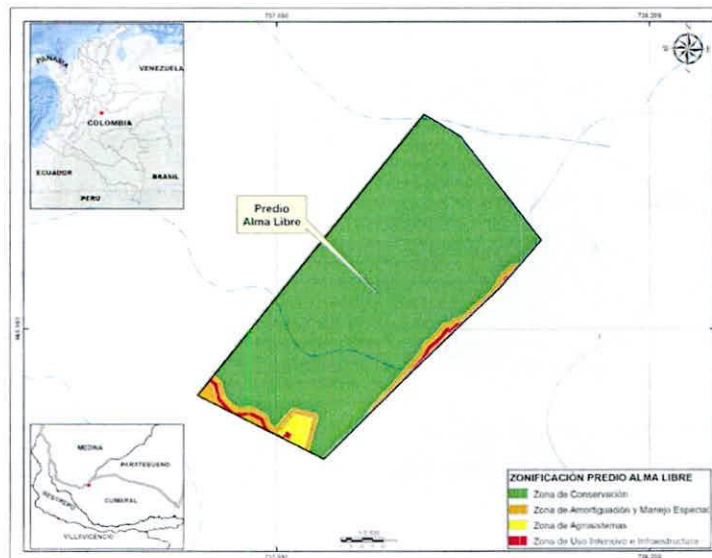 PANAMA
VENEZUELA
COLOMBIA
ECUADOR
BRASIL
PERU
Predio
Alma Libre
MEDINA
PARATEBUENO
RESTREPO
CUMARAL
VILLAVICENCIO
ZONIFICACIÓN PREDIO ALMA LIBRE
Zona de Conservación
Zona de Amortiguación y Manejo Especial
Zona de Agrosistemas
Zona de Uso Intensivo e Infraestructura